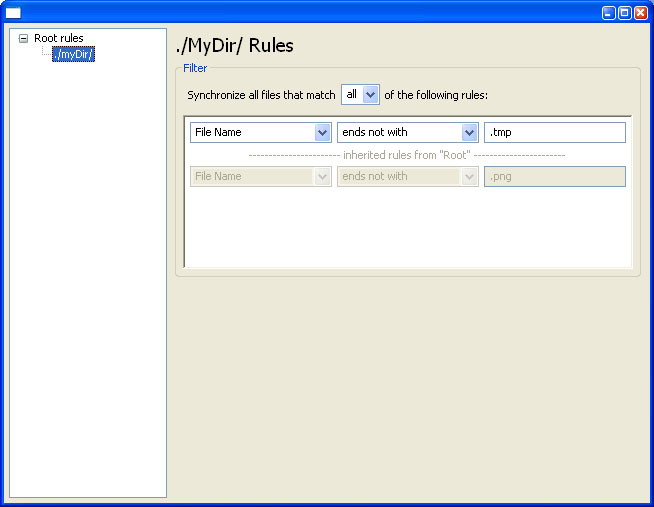 Root rules
./myDir/
./MyDir/ Rules
Filter
Synchronize all files that match all of the following rules:
File Name ends not with .tmp
----------------------- inherited rules from "Root" -----------------------
File Name ends not with .png